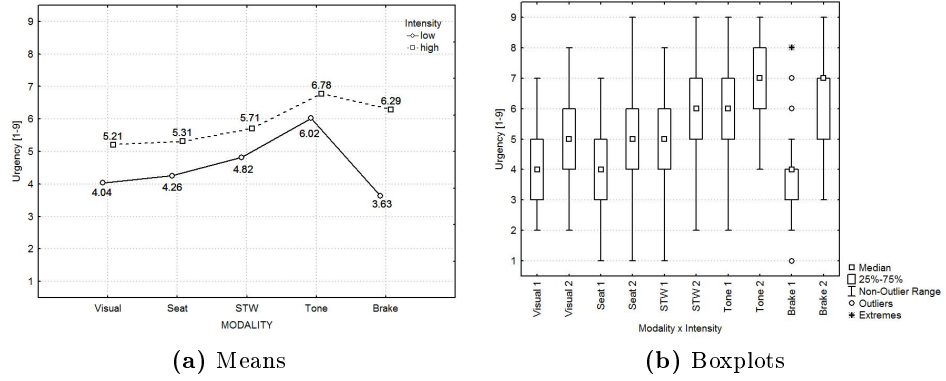 9
8
7
6
5
4
3
2
1
Urgency [1-9]
Intensity
low
high
5.21
5.31
5.71
6.78
6.29
4.04
4.26
4.82
6.02
3.63
Visual Seat STW Tone Brake
MODALITY
(a) Means
9
8
7
6
5
4
3
2
1
Urgency [1-9]
Visual 1
Visual 2
Seat 1
Seat 2
STW 1
STW 2
Tone 1
Tone 2
Brake 1
Brake 2
Modality x Intensity
Median
25%-75%
Non-Outlier Range
Outliers
Extremes
(b) Boxplots